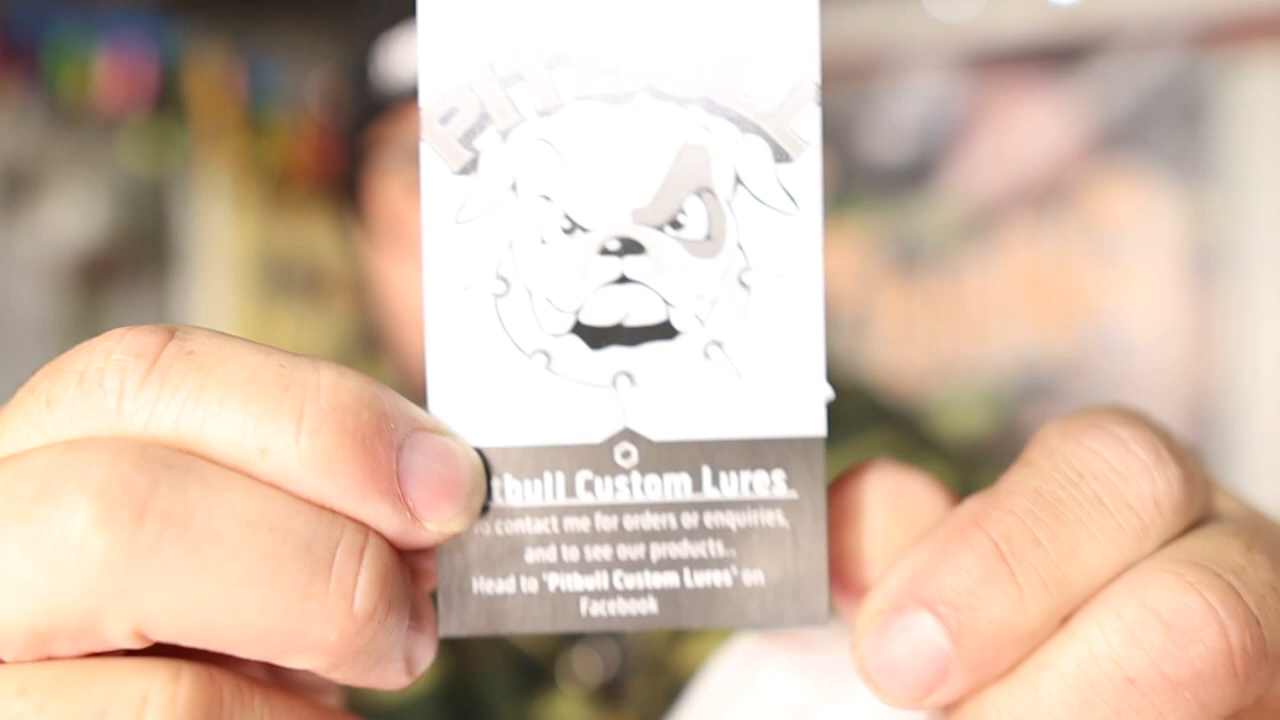 tbull Custom Lures
to contact me for orders or enquiries,
and to see our products..
Head to 'Pitbull Custom Lures' on
Facebook